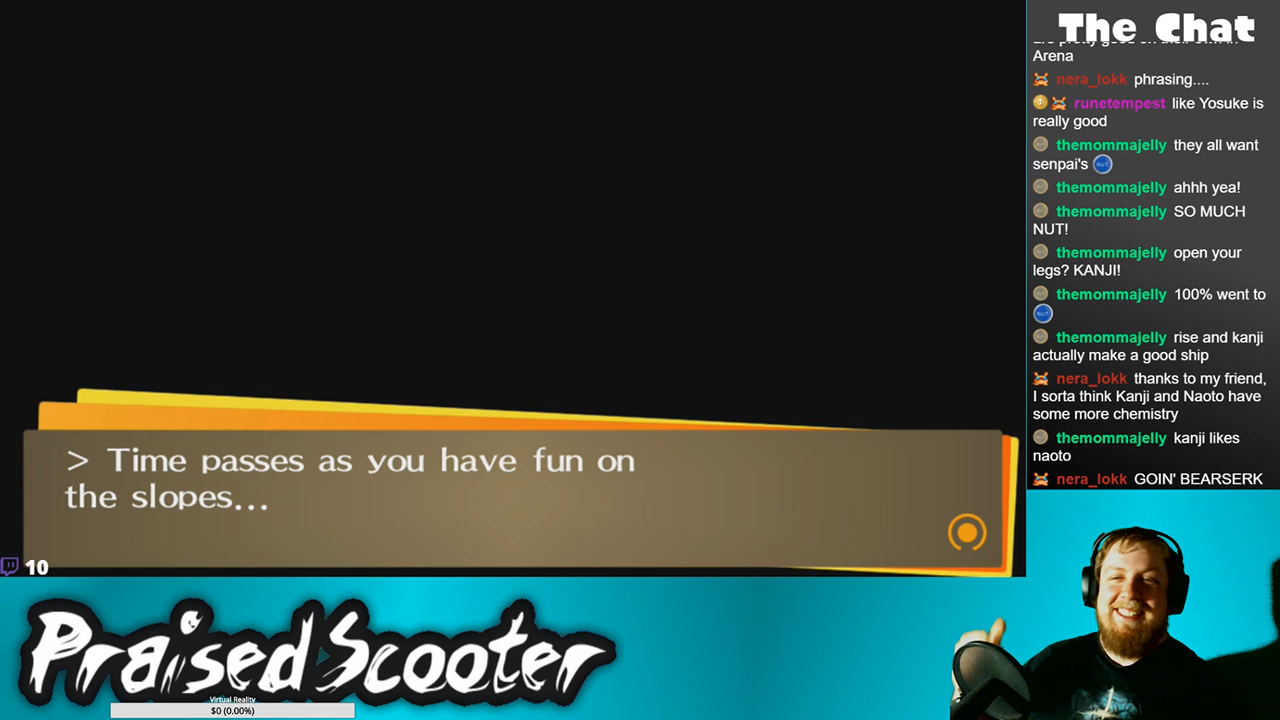 The Chat
Arena
nera_lokk phrasing....
runetempest like Yosuke is
really good
themommajelly they all want
senpai's NUT
themommajelly ahhh yea!
themommajelly SO MUCH
NUT!
themommajelly open your
legs? KANJI!
themommajelly 100% went to
NUT
themommajelly rise and kanji
actually make a good ship
nera_lokk thanks to my friend,
I sorta think Kanji and Naoto have
some more chemistry
themommajelly kanji likes
naoto
nera_lokk GOIN' BEARSERK
> Time passes as you have fun on
the slopes...
10
PraisedScooter
Virtual Reality
$0 (0.00%)